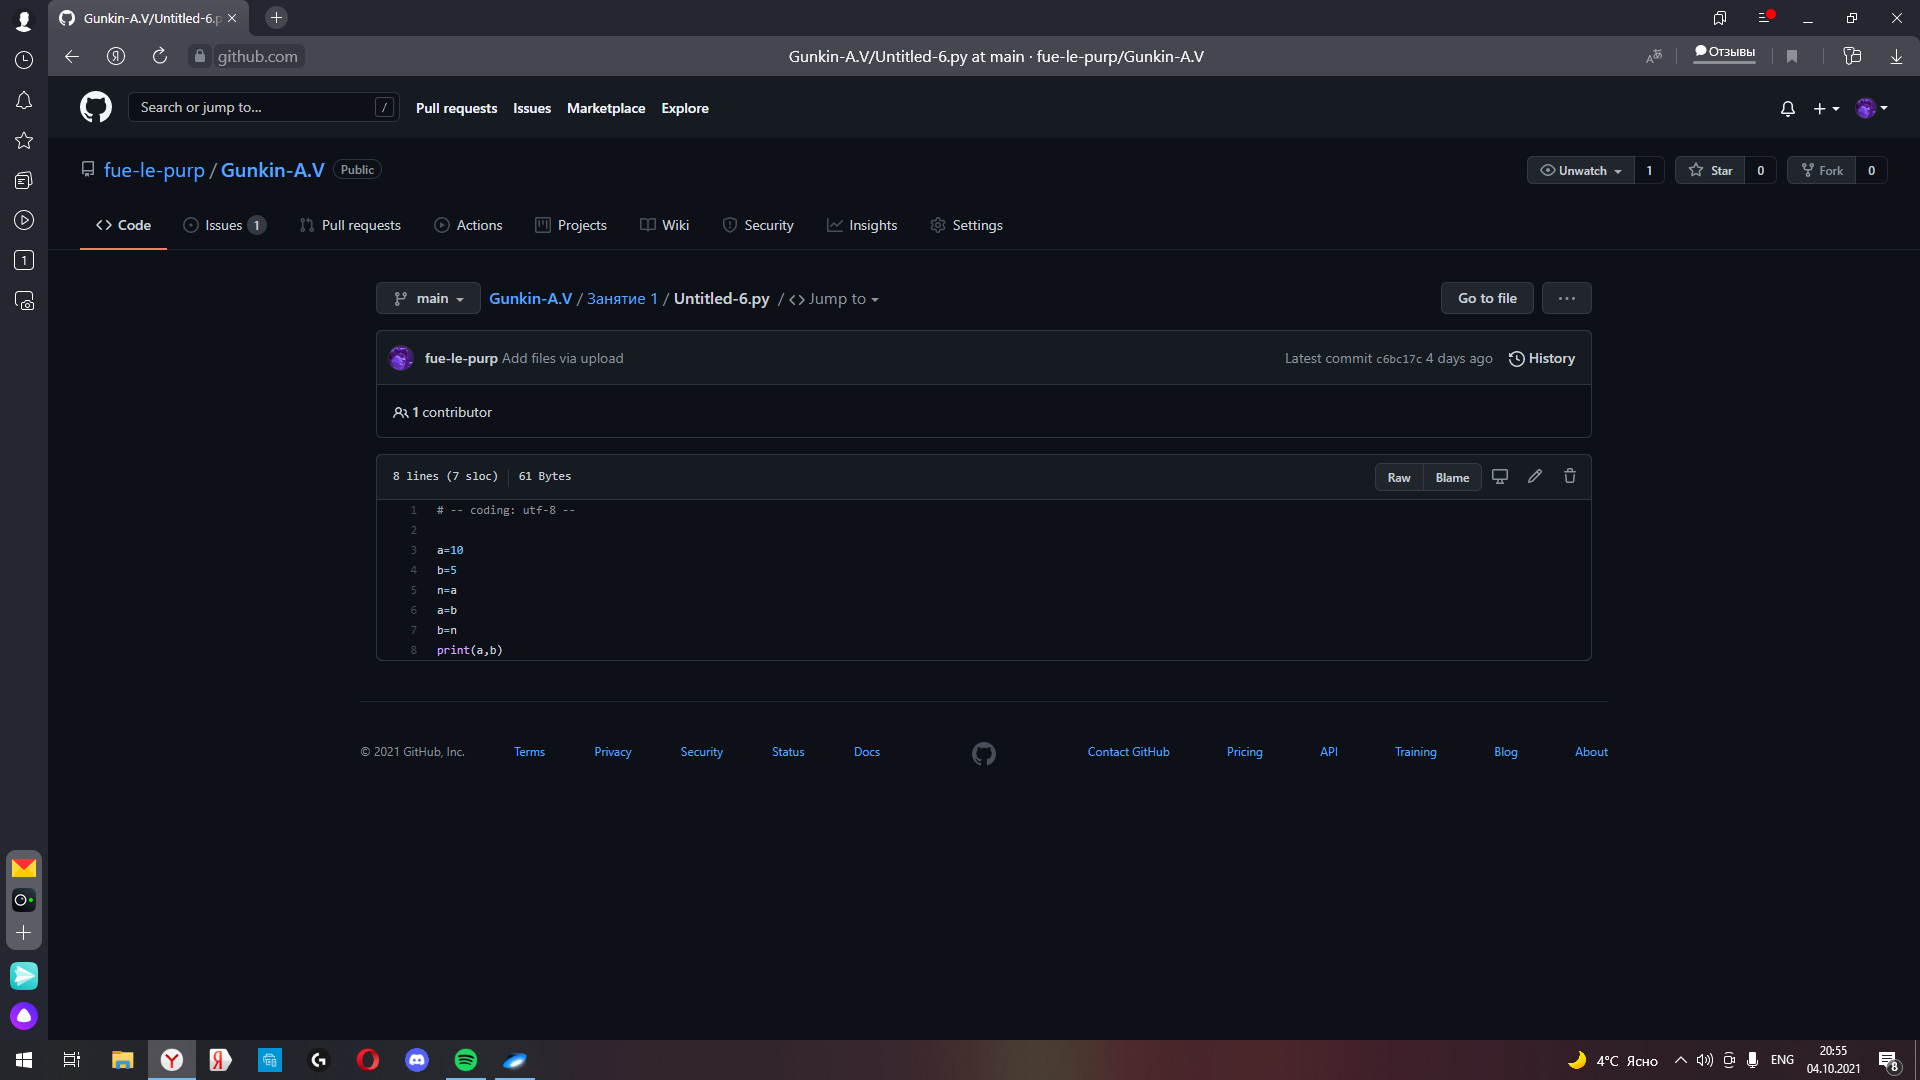 Gunkin-A.V/Untitled-6.p
github.com
Gunkin-A.V/Untitled-6.py at main · fue-le-purp/Gunkin-A.V
Отзывы
Search or jump to...
/
Pull requests
Issues
Marketplace
Explore
fue-le-purp / Gunkin-A.V
Public
Unwatch
1
Star
0
Fork
0
Code
Issues
1
Pull requests
Actions
Projects
Wiki
Security
Insights
Settings
1
main
Gunkin-A.V / Занятие 1 / Untitled-6.py / <> Jump to
Go to file
...
fue-le-purp Add files via upload
Latest commit c6bc17c 4 days ago
History
1 contributor
8 lines (7 sloc)
61 Bytes
Raw
Blame
1 # -- coding: utf-8 --
2
3 a=10
4 b=5
5 n=a
6 a=b
7 b=n
8 print(a,b)
© 2021 GitHub, Inc.
Terms
Privacy
Security
Status
Docs
Contact GitHub
Pricing
API
Training
Blog
About
4°C Ясно
ENG
20:55
04.10.2021
8